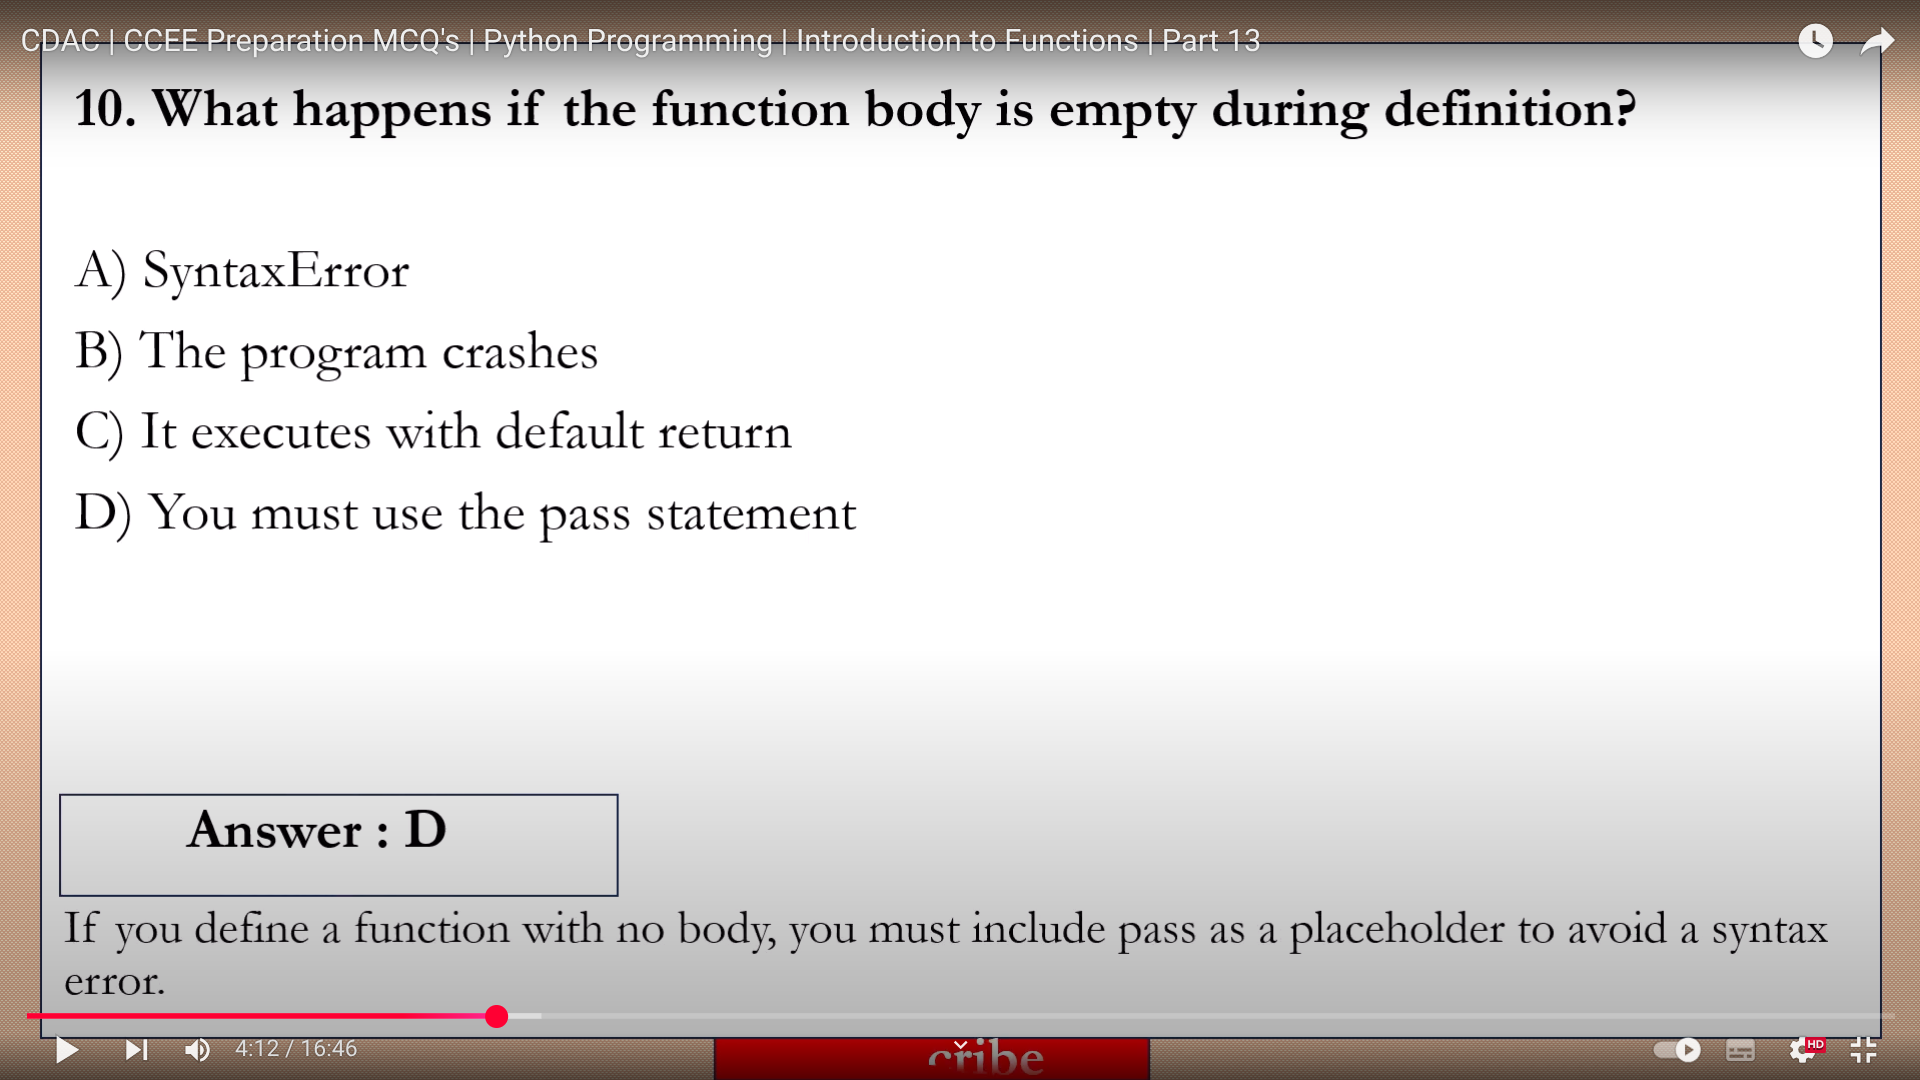 CDAC | CCEE Preparation MCQ's | Python Programming | Introduction to Functions | Part 13
10. What happens if the function body is empty during definition?
A) SyntaxError
B) The program crashes
C) It executes with default return
D) You must use the pass statement
Answer : D
If you define a function with no body, you must include pass as a placeholder to avoid a syntax
error.
4:12 / 16:46
cribe
HD